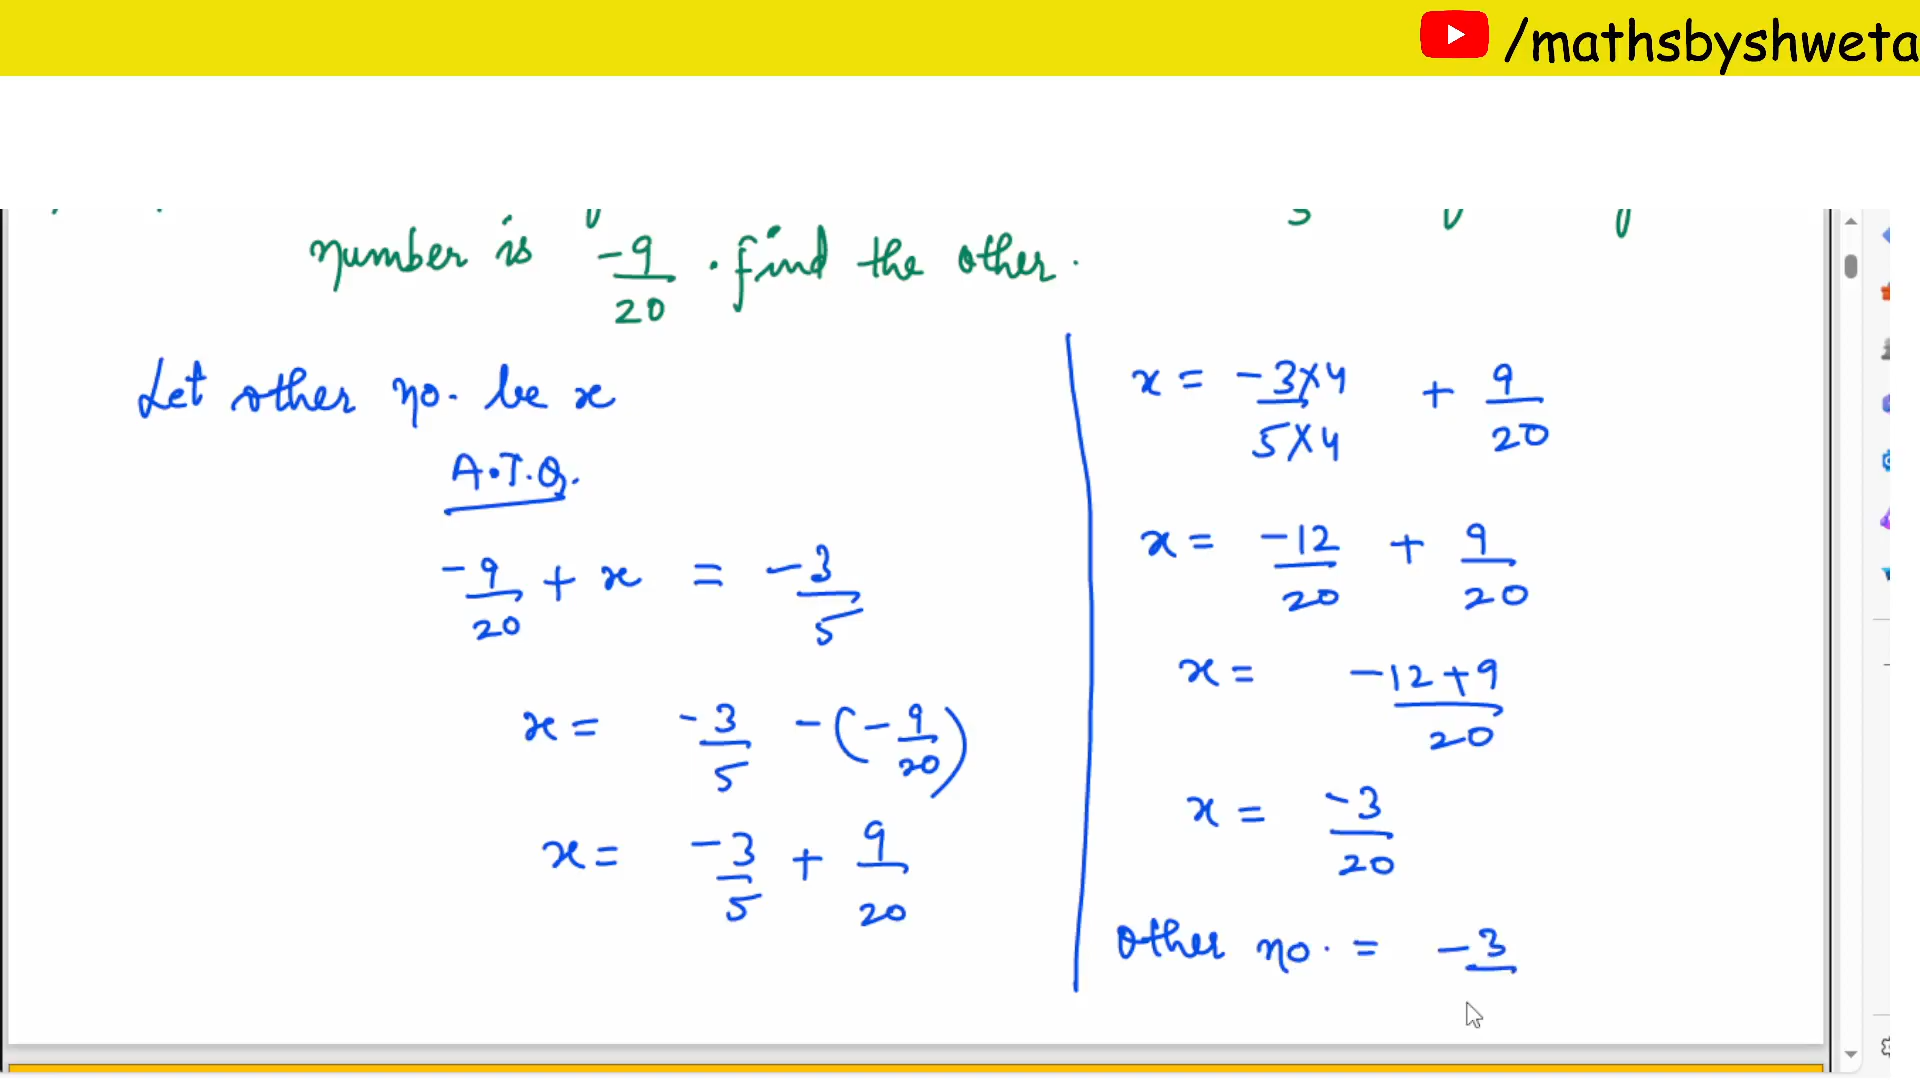 /mathsbyshweta
number is -9/20 . find the other.
Let other no. be x
A.T.Q.
-9/20 + x = -3/5
x = -3/5 - (-9/20)
x = -3/5 + 9/20
x = -3×4/5×4 + 9/20
x = -12/20 + 9/20
x = -12+9/20
x = -3/20
other no. = -3